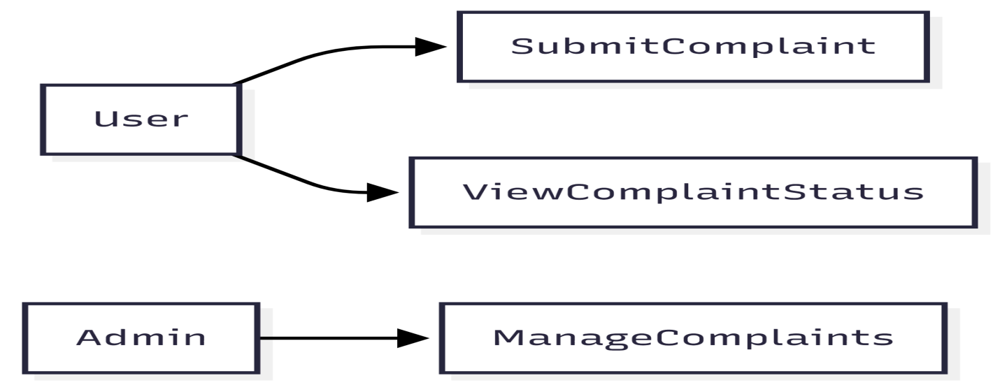 SubmitComplaint
User
ViewComplaintStatus
Admin
ManageComplaints